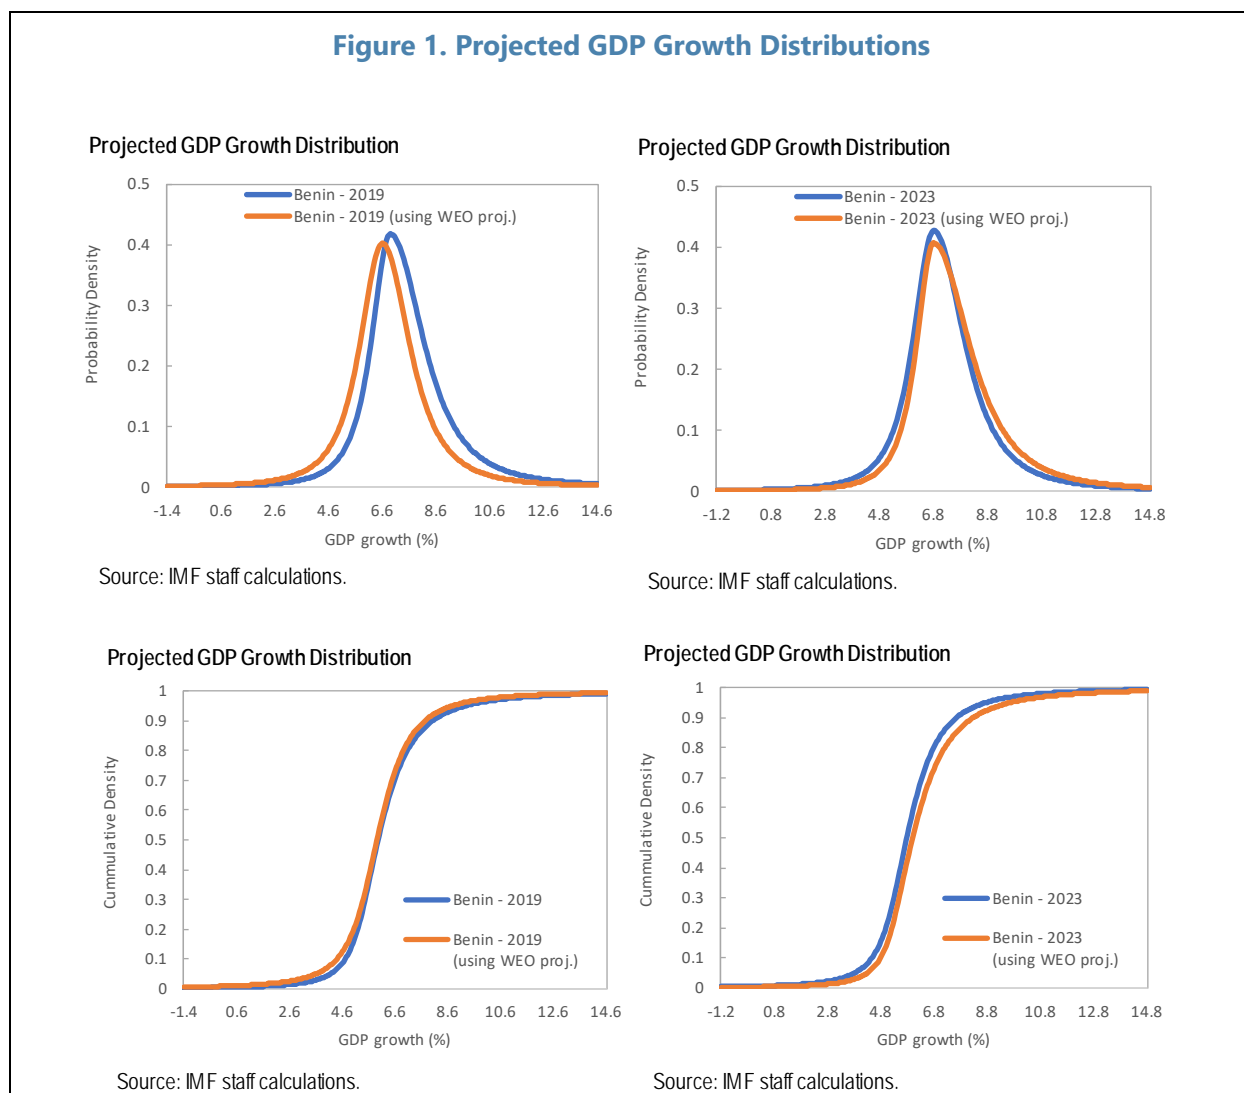 Figure 1. Projected GDP Growth Distributions
Projected GDP Growth Distribution
Benin - 2019
Benin - 2019 (using WEO proj.)
0.5
0.4
0.3
0.2
0.1
0
Probability Density
-1.4 0.6 2.6 4.6 6.6 8.6 10.6 12.6 14.6
GDP growth (%)
Source: IMF staff calculations.
Projected GDP Growth Distribution
Benin - 2023
Benin - 2023 (using WEO proj.)
0.5
0.4
0.3
0.2
0.1
0
Probability Density
-1.2 0.8 2.8 4.8 6.8 8.8 10.8 12.8 14.8
GDP growth (%)
Source: IMF staff calculations.
Projected GDP Growth Distribution
1
0.9
0.8
0.7
0.6
0.5
0.4
0.3
0.2
0.1
0
Cummulative Density
Benin - 2019
Benin - 2019
(using WEO proj.)
-1.4 0.6 2.6 4.6 6.6 8.6 10.6 12.6 14.6
GDP growth (%)
Source: IMF staff calculations.
Projected GDP Growth Distribution
1
0.9
0.8
0.7
0.6
0.5
0.4
0.3
0.2
0.1
0
Cummulative Density
Benin - 2023
Benin - 2023
(using WEO proj.)
-1.2 0.8 2.8 4.8 6.8 8.8 10.8 12.8 14.8
GDP growth (%)
Source: IMF staff calculations.